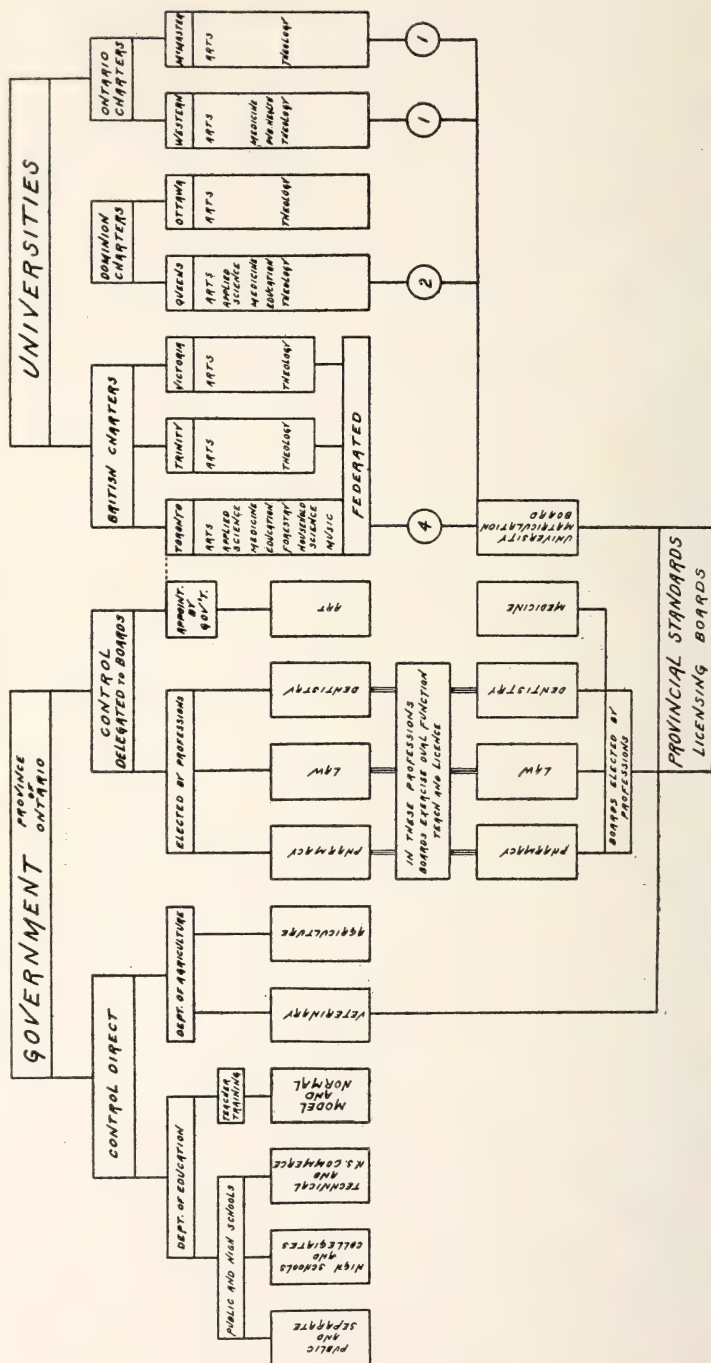 GOVERNMENT PROVINCE
OF
ONTARIO
CONTROL DIRECT
DEPT. OF EDUCATION
PUBLIC AND HIGH SCHOOLS
PUBLIC
AND
SEPARATE
HIGH SCHOOLS
AND
COLLEGIATES
TECHNICAL
AND
H.S. COMMERCE
TEACHER
TRAINING
MODEL
AND
NORMAL
DEPT. OF AGRICULTURE
VETERINARY
AGRICULTURE
CONTROL
DELEGATED TO BOARDS
ELECTED BY PROFESSIONS
PHARMACY
LAW
DENTISTRY
APPOINT.
BY
GOV'T.
ART
IN THESE PROFESSIONS
BOARDS EXERCISE DUAL FUNCTION
TEACH AND LICENCE
PHARMACY
LAW
DENTISTRY
MEDICINE
BOARDS ELECTED BY
PROFESSIONS
UNIVERSITIES
BRITISH CHARTERS
TORONTO
ARTS
APPLIED
SCIENCE
MEDICINE
EDUCATION
FORESTRY
HOUSEHOLD
SCIENCE
MUSIC
TRINITY
ARTS
THEOLOGY
VICTORIA
ARTS
THEOLOGY
FEDERATED
DOMINION
CHARTERS
QUEENS
ARTS
APPLIED
SCIENCE
MEDICINE
EDUCATION
THEOLOGY
OTTAWA
ARTS
THEOLOGY
ONTARIO
CHARTERS
WESTERN
ARTS
MEDICINE
PUB. HEALTH
THEOLOGY
McMASTER
ARTS
THEOLOGY
4
2
1
1
UNIVERSITY
MATRICULATION
BOARD
PROVINCIAL STANDARDS
LICENSING BOARDS